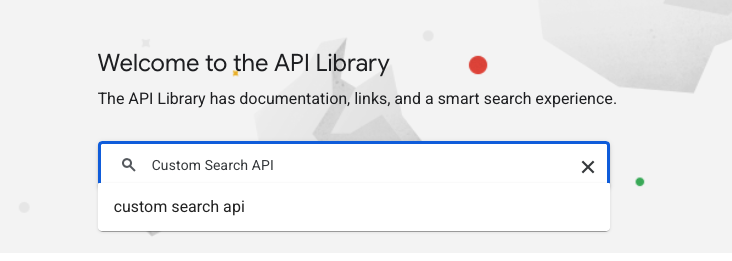 Welcome to the API Library
The API Library has documentation, links, and a smart search experience.
Custom Search API
custom search api